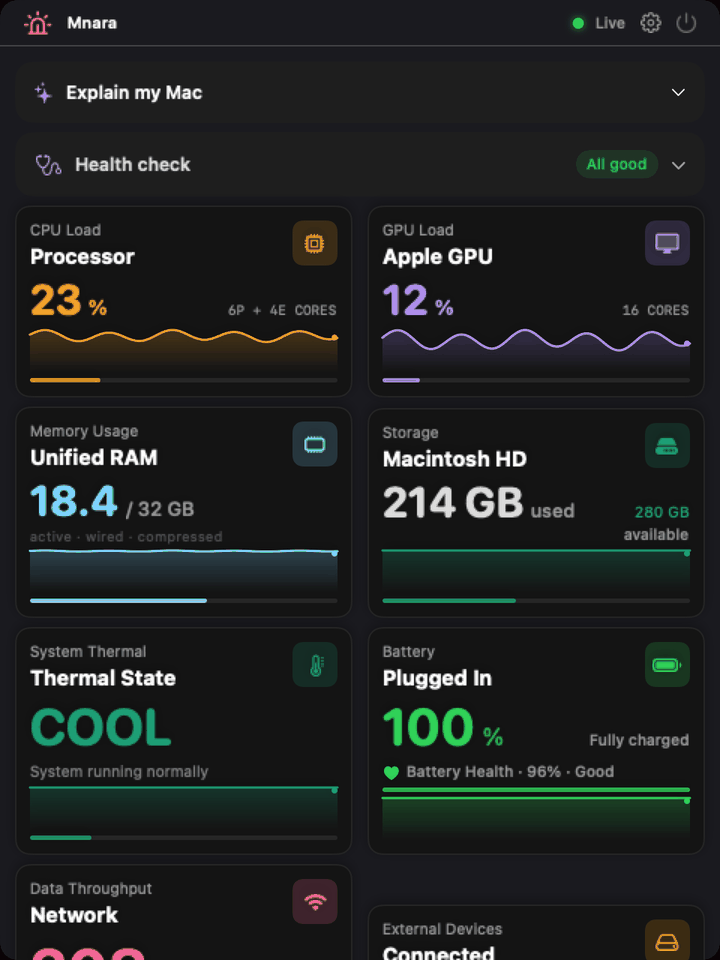 Mnara
Live
Explain my Mac
Health check
All good
CPU Load
Processor
23 %
6P + 4E CORES
GPU Load
Apple GPU
12 %
16 CORES
Memory Usage
Unified RAM
18.4 / 32 GB
active · wired · compressed
Storage
Macintosh HD
214 GB used
280 GB
available
System Thermal
Thermal State
COOL
System running normally
Battery
Plugged In
100 %
Fully charged
Battery Health · 96% · Good
Data Throughput
Network
External Devices
Connected